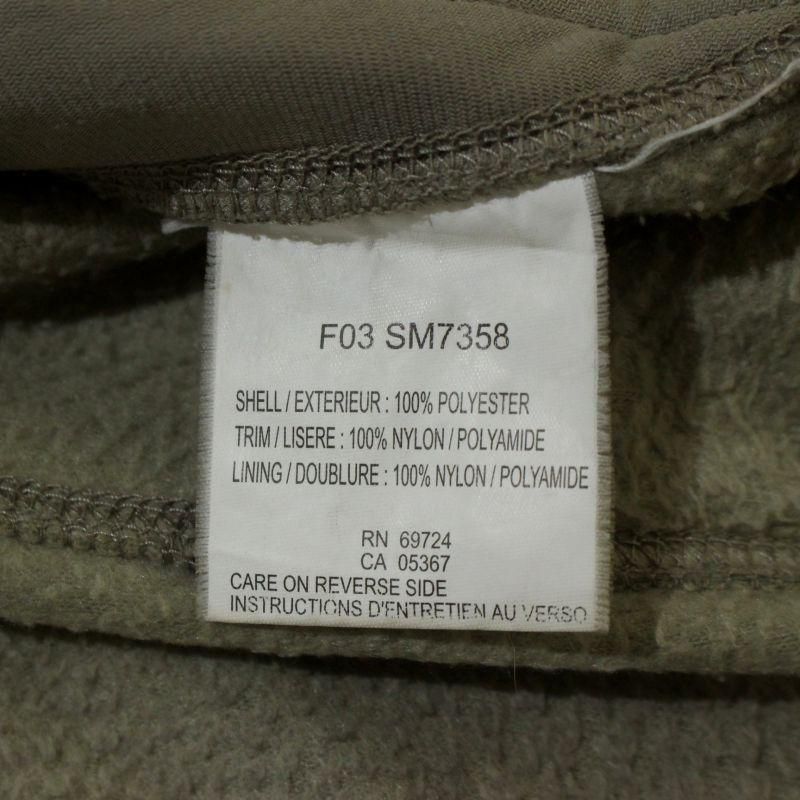 F03 SM7358
SHELL / EXTERIEUR : 100% POLYESTER
TRIM / LISERE : 100% NYLON / POLYAMIDE
LINING / DOUBLURE : 100% NYLON / POLYAMIDE
RN 69724
CA 05367
CARE ON REVERSE SIDE
INSTRUCTIONS D'ENTRETIEN AU VERSO